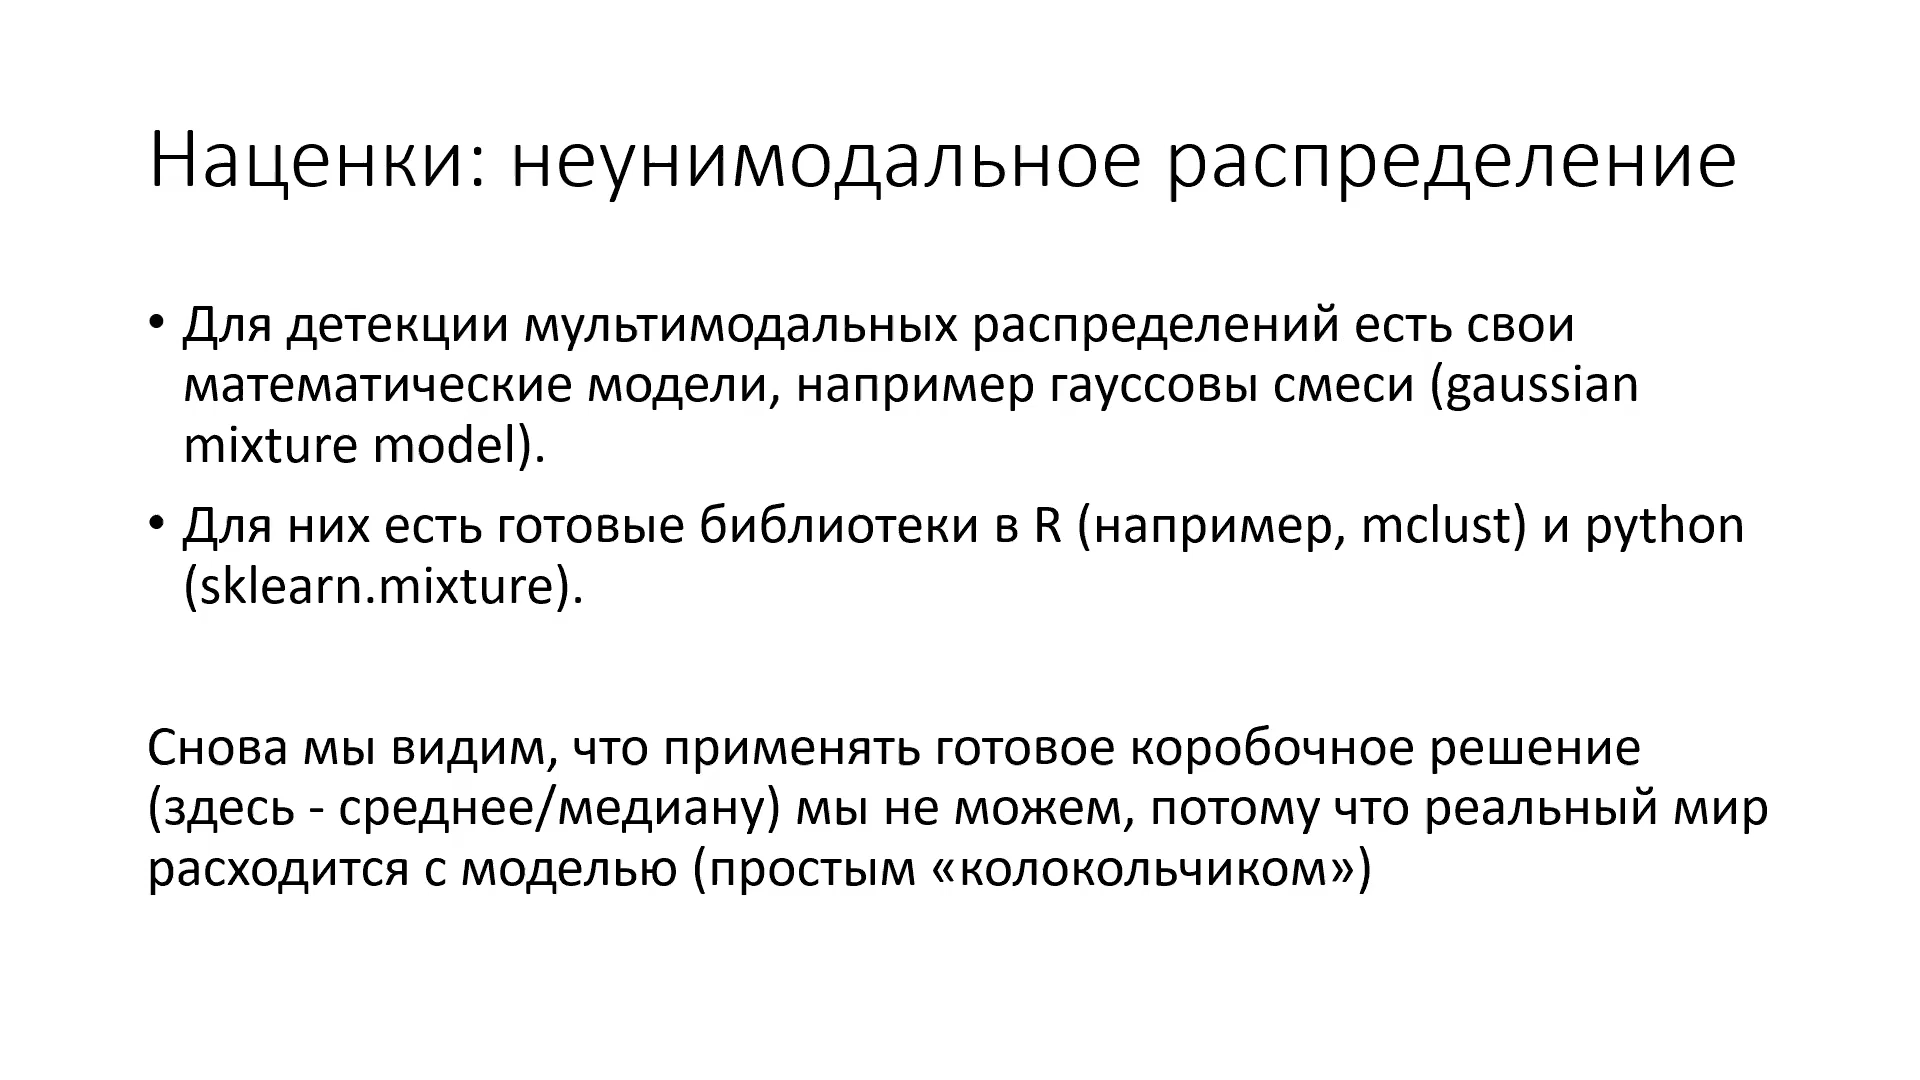 Наценки: неунимодальное распределение
• Для детекции мультимодальных распределений есть свои
математические модели, например гауссовы смеси (gaussian
mixture model).
• Для них есть готовые библиотеки в R (например, mclust) и python
(sklearn.mixture).
Снова мы видим, что применять готовое коробочное решение
(здесь - среднее/медиану) мы не можем, потому что реальный мир
расходится с моделью (простым «колокольчиком»)